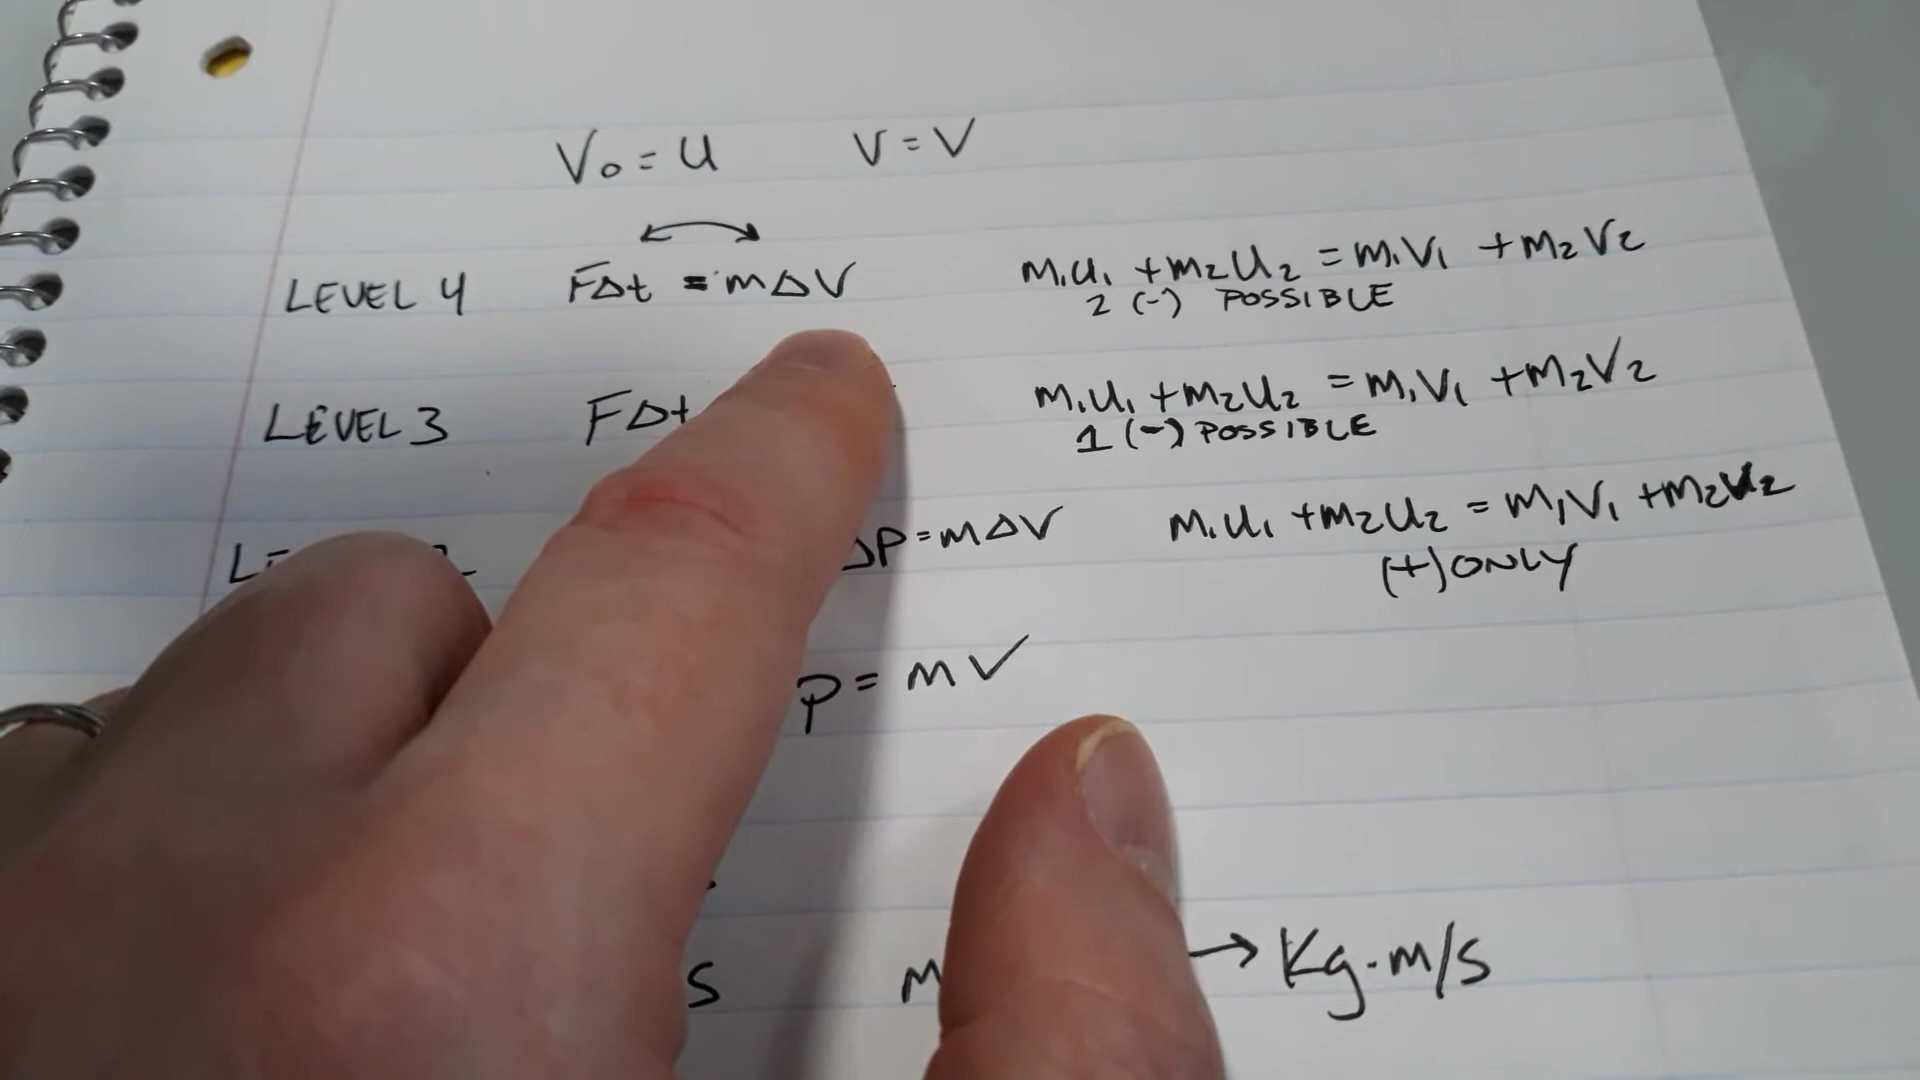 V₀ = U V = V
LEVEL 4 FΔt = mΔV m₁u₁ + m₂u₂ = m₁v₁ + m₂v₂
2 (-) POSSIBLE
LEVEL 3 FΔt m₁u₁ + m₂u₂ = m₁v₁ + m₂v₂
1 (-) POSSIBLE
ΔP = mΔV m₁u₁ + m₂u₂ = m₁v₁ + m₂v₂
(+) ONLY
p = mv
s m → Kg·m/s